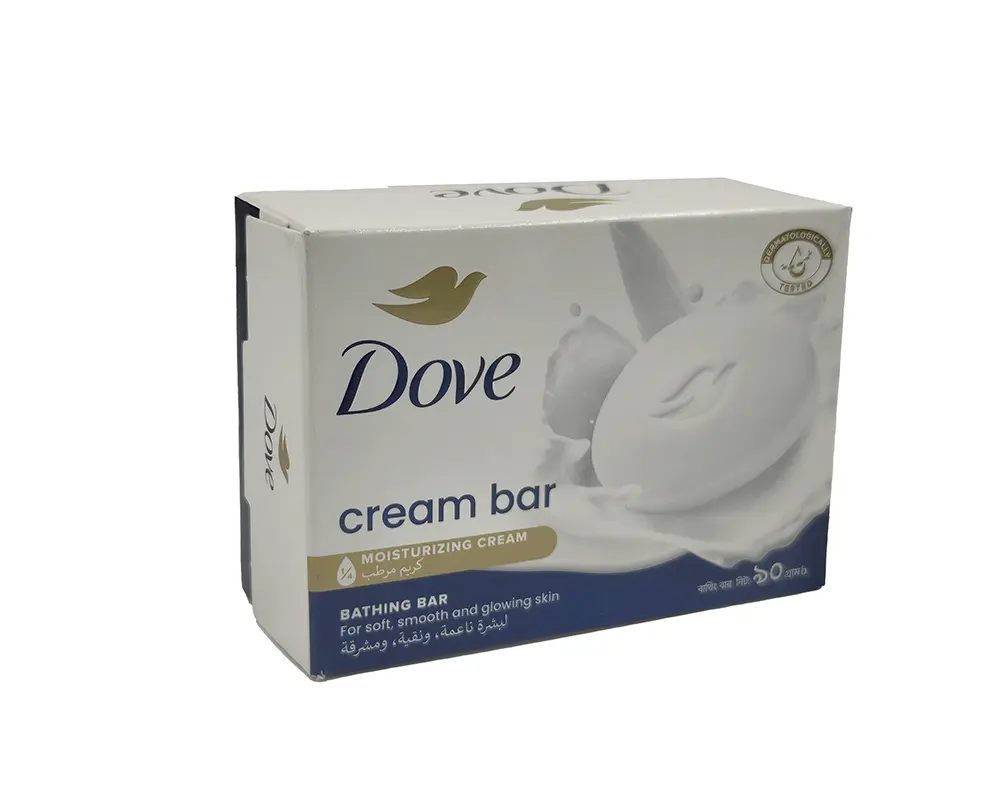 Dove
Dove
Dove
cream bar
1/4 MOISTURIZING CREAM
كريم مرطب
BATHING BAR
For soft, smooth and glowing skin
لبشرة ناعمة، ونقية، ومشرقة
DERMATOLOGICALLY
TESTED
বাথিং বার নিট: ৯০ গ্রাম